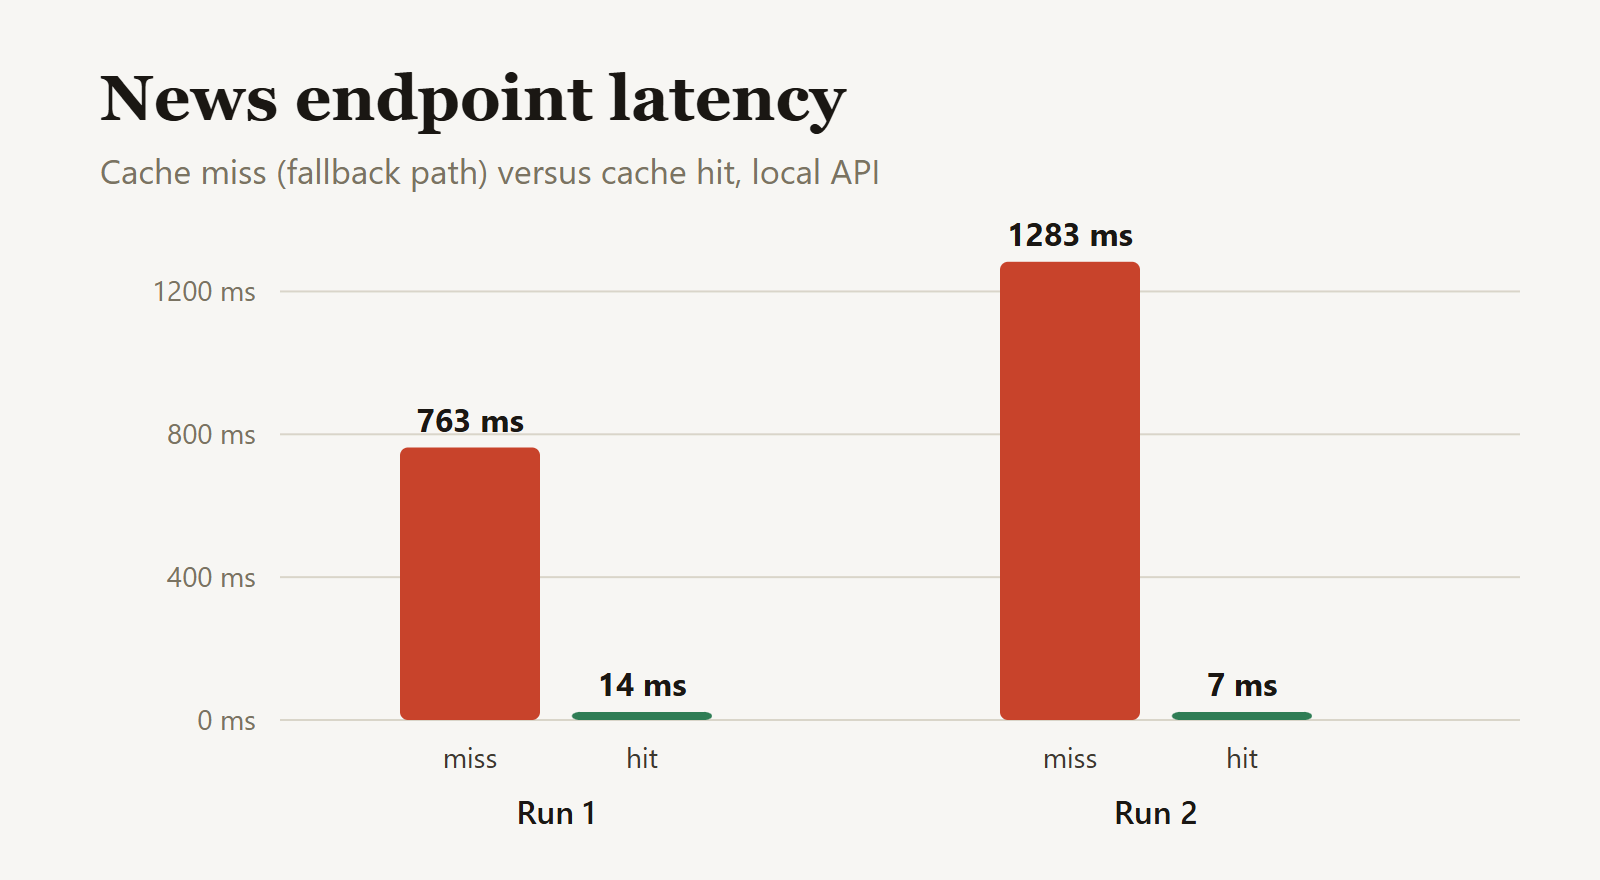 News endpoint latency
Cache miss (fallback path) versus cache hit, local API
1283 ms
1200 ms
763 ms
800 ms
400 ms
14 ms
7 ms
0 ms
miss
hit
miss
hit
Run 1
Run 2